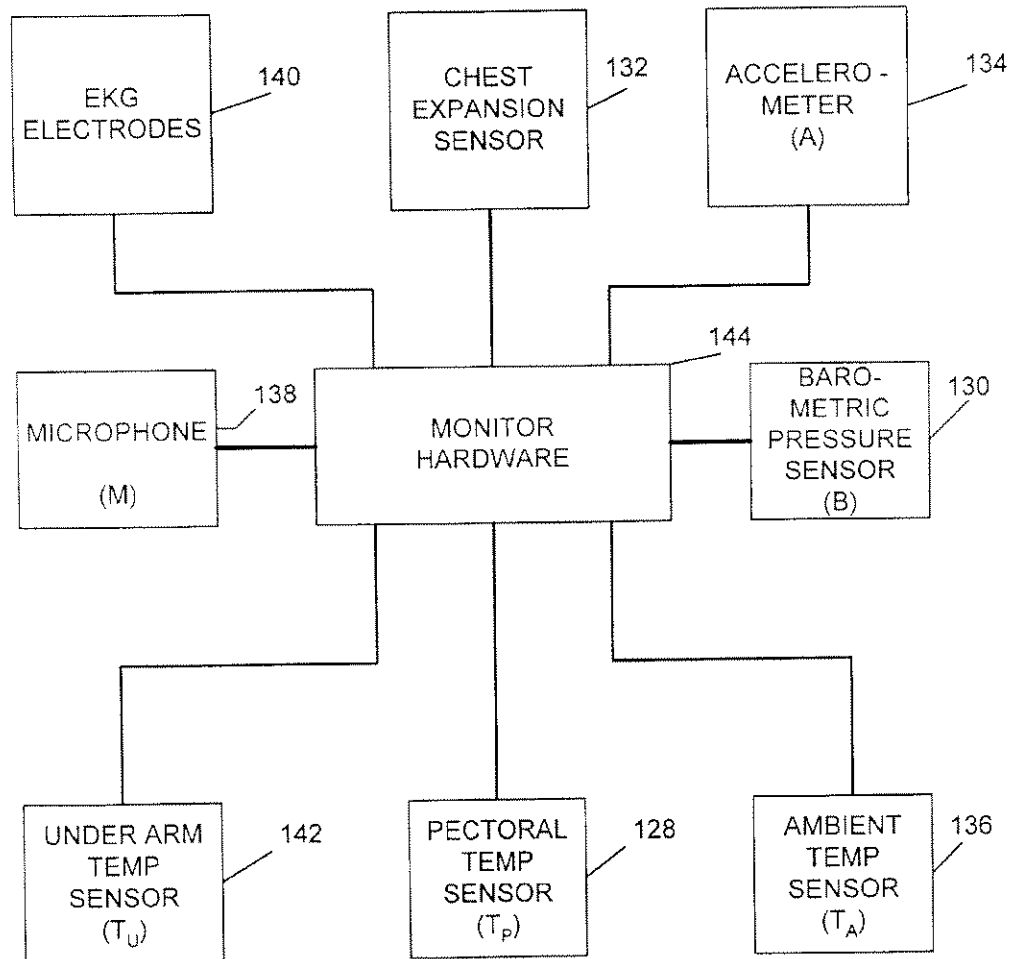 EKG
ELECTRODES
140
CHEST
EXPANSION
SENSOR
132
ACCELERO -
METER
(A)
134
MICROPHONE
(M)
138
MONITOR
HARDWARE
144
BARO-
METRIC
PRESSURE
SENSOR
(B)
130
UNDER ARM
TEMP
SENSOR
(T_U)
142
PECTORAL
TEMP
SENSOR
(T_P)
128
AMBIENT
TEMP
SENSOR
(T_A)
136